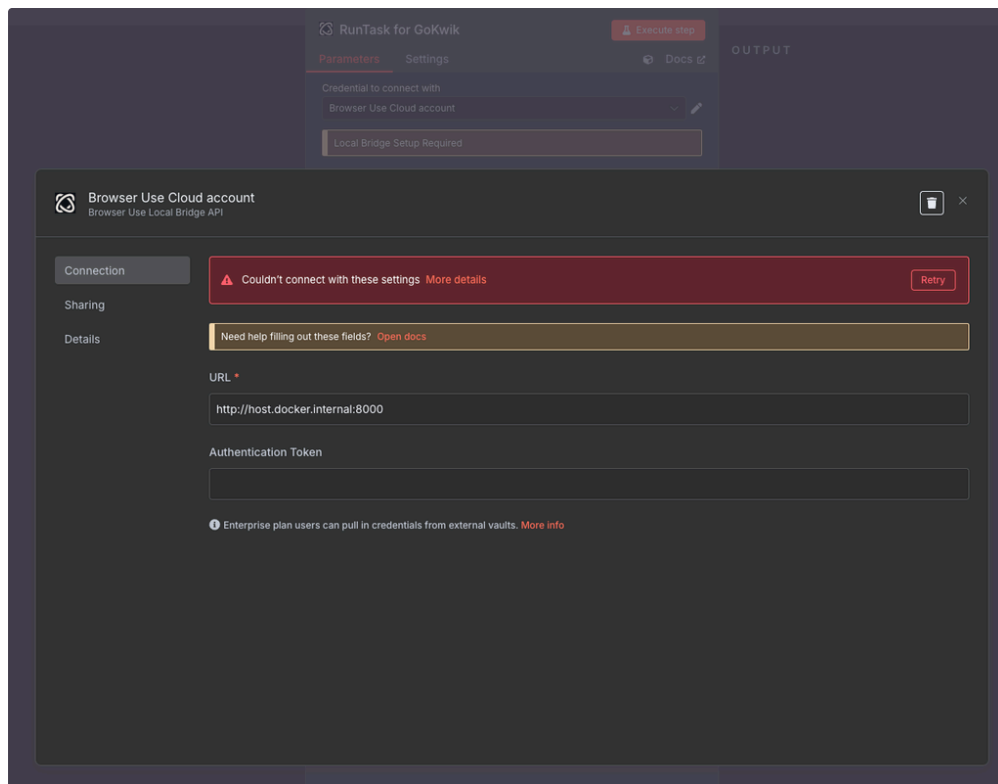 RunTask for GoKwik
Execute step
OUTPUT
Parameters
Settings
Docs
Credential to connect with
Browser Use Cloud account
Local Bridge Setup Required
Browser Use Cloud account
Browser Use Local Bridge API
Connection
Sharing
Details
Couldn't connect with these settings More details
Retry
Need help filling out these fields? Open docs
URL *
http://host.docker.internal:8000
Authentication Token
Enterprise plan users can pull in credentials from external vaults. More info